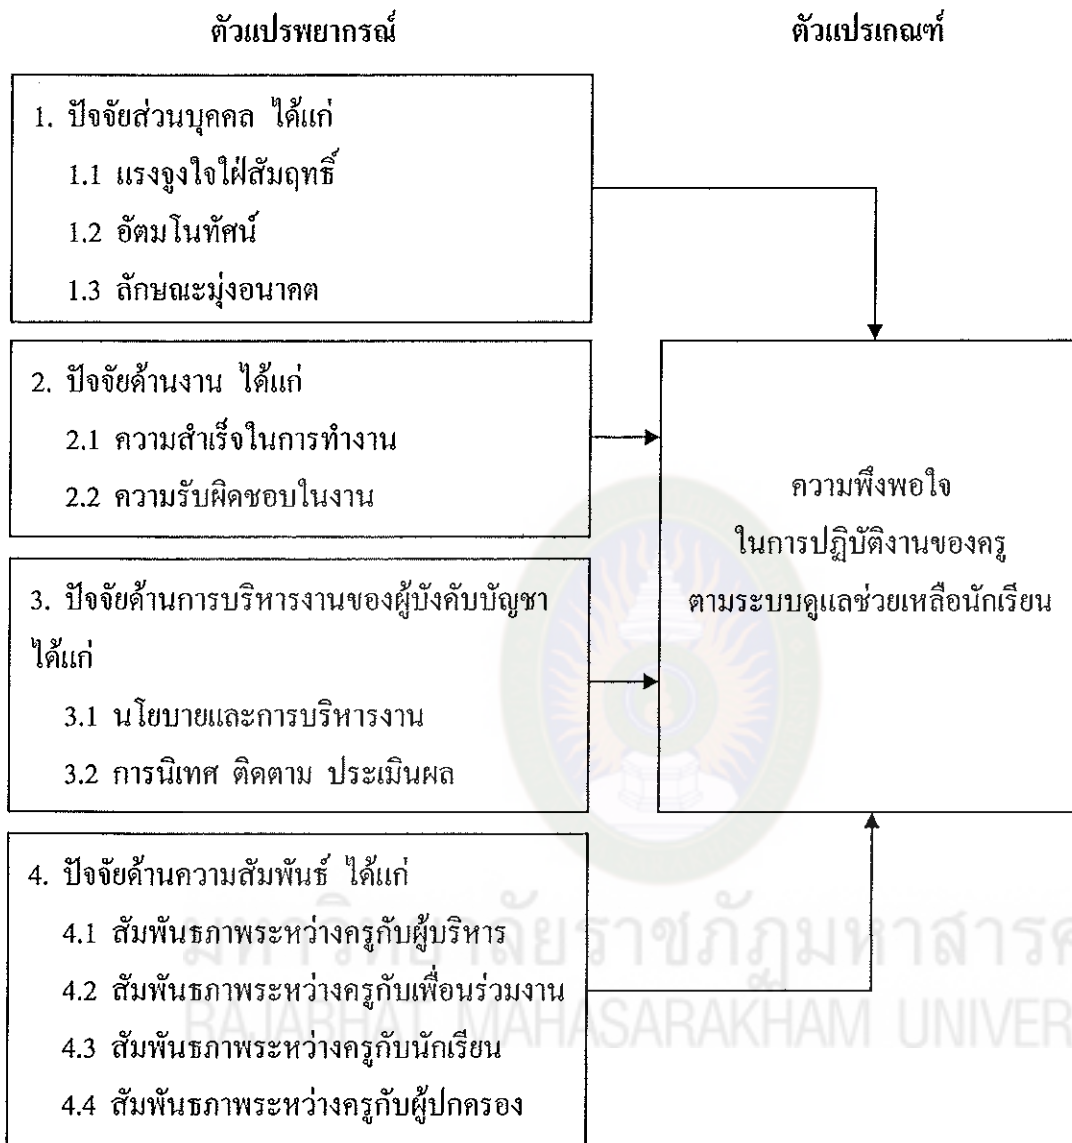 ตัวแปรพยากรณ์
ตัวแปรเกณฑ์
1. ปัจจัยส่วนบุคคล ได้แก่
1.1 แรงจูงใจใฝ่สัมฤทธิ์
1.2 อัตมโนทัศน์
1.3 ลักษณะมุ่งอนาคต
2. ปัจจัยด้านงาน ได้แก่
2.1 ความสำเร็จในการทำงาน
2.2 ความรับผิดชอบในงาน
3. ปัจจัยด้านการบริหารงานของผู้บังคับบัญชา
ได้แก่
3.1 นโยบายและการบริหารงาน
3.2 การนิเทศ ติดตาม ประเมินผล
4. ปัจจัยด้านความสัมพันธ์ ได้แก่
4.1 สัมพันธภาพระหว่างครูกับผู้บริหาร
4.2 สัมพันธภาพระหว่างครูกับเพื่อนร่วมงาน
4.3 สัมพันธภาพระหว่างครูกับนักเรียน
4.4 สัมพันธภาพระหว่างครูกับผู้ปกครอง
ความพึงพอใจ
ในการปฏิบัติงานของครู
ตามระบบดูแลช่วยเหลือนักเรียน
มหาวิทยาลัยราชภัฏมหาสารค
RAJABHAT MAHASARAKHAM UNIVER